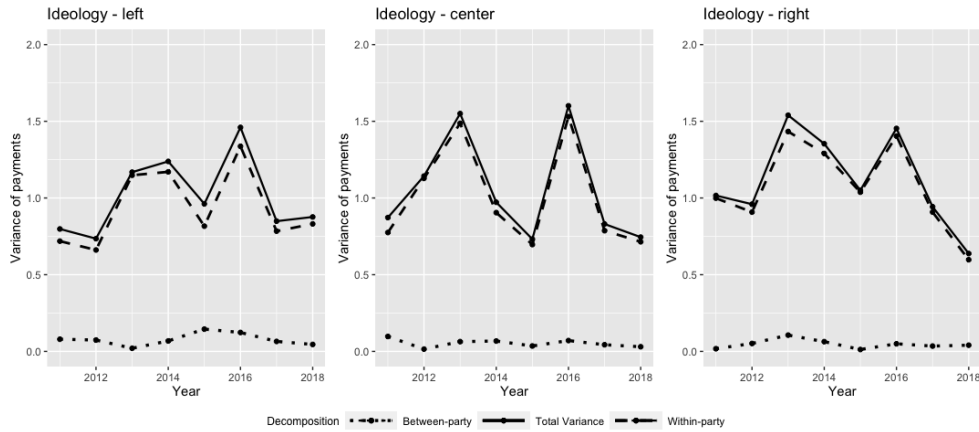 Ideology - left
Variance of payments
2.0
1.5
1.0
0.5
0.0
2012 2014 2016 2018
Year
Ideology - center
Variance of payments
2.0
1.5
1.0
0.5
0.0
2012 2014 2016 2018
Year
Ideology - right
Variance of payments
2.0
1.5
1.0
0.5
0.0
2012 2014 2016 2018
Year
Decomposition Between-party Total Variance Within-party